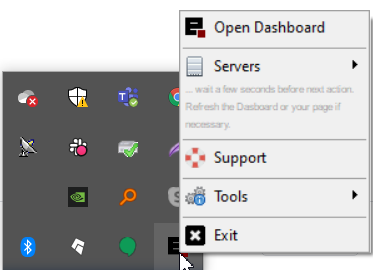 Open Dashboard
Servers
... wait a few seconds before next action.
Refresh the Dasboard or your page if
necessary.
Support
Tools
Exit